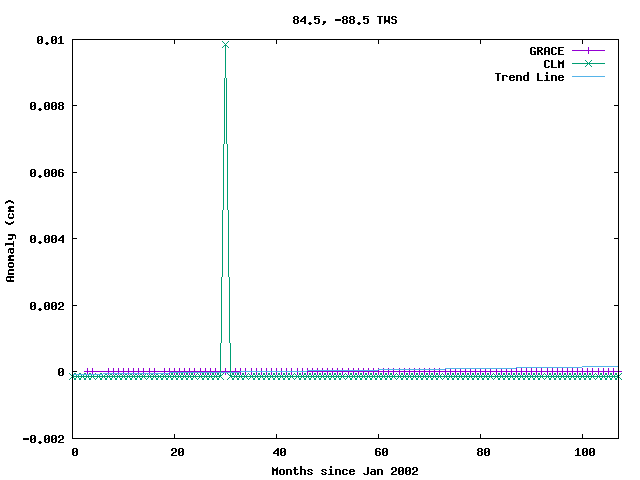 84.5, -88.5 TWS
0.01
0.008
0.006
0.004
0.002
0
-0.002
Anomaly (cm)
GRACE
CLM
Trend Line
0 20 40 60 80 100
Months since Jan 2002